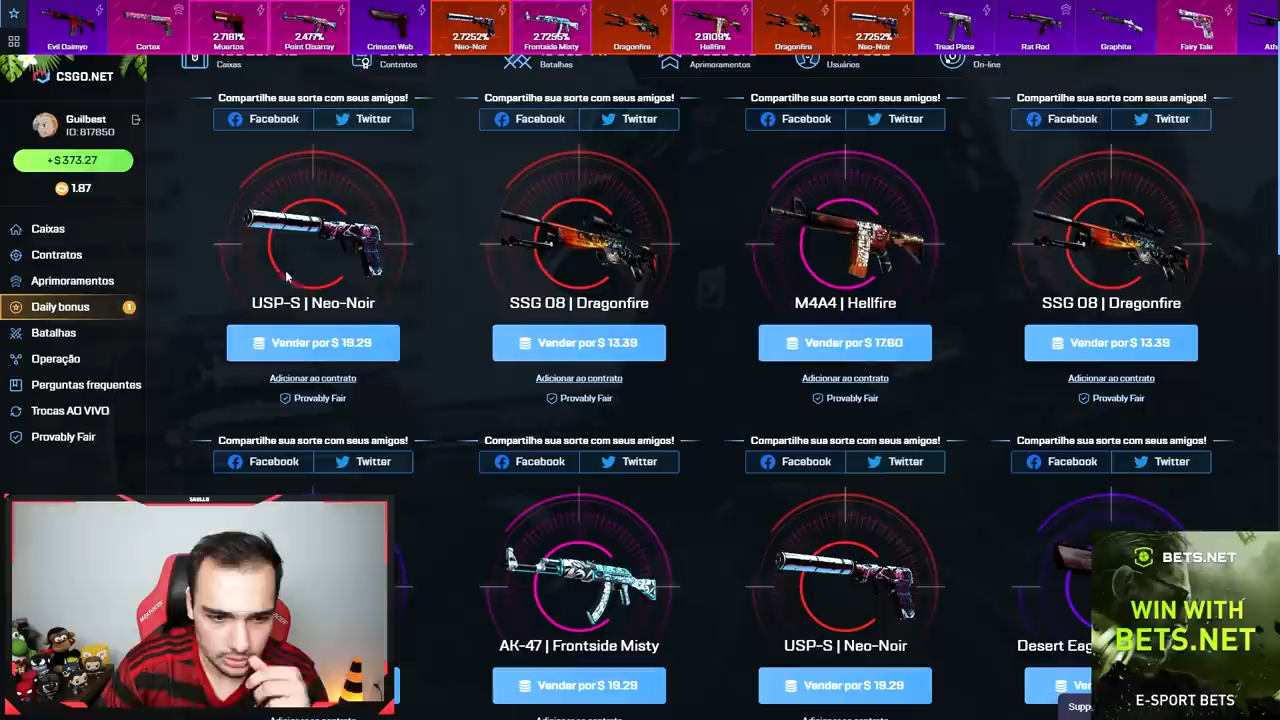 2.7181%
2.477%
2.7252%
2.7255%
2.9109%
2.7252%
Evil Daimyo
Cortex
Muertos
Point Disarray
Crimson Web
Neo-Noir
Frontside Misty
Dragonfire
Hellfire
Dragonfire
Neo-Noir
Tread Plate
Rat Rod
Graphite
Fairy Tale
Ath
CSGO.NET
Caixas
Contratos
Batalhas
Aprimoramentos
Usuários
On-line
Guilbest
ID: 817850
+$373.27
1.87
Caixas
Contratos
Aprimoramentos
Daily bonus
1
Batalhas
Operação
Perguntas frequentes
Trocas AO VIVO
Provably Fair
Compartilhe sua sorte com seus amigos!
Facebook
Twitter
USP-S | Neo-Noir
Vender por $ 19.29
Adicionar ao contrato
Provably Fair
Compartilhe sua sorte com seus amigos!
Facebook
Twitter
SSG 08 | Dragonfire
Vender por $ 13.39
Adicionar ao contrato
Provably Fair
Compartilhe sua sorte com seus amigos!
Facebook
Twitter
M4A4 | Hellfire
Vender por $ 17.60
Adicionar ao contrato
Provably Fair
Compartilhe sua sorte com seus amigos!
Facebook
Twitter
SSG 08 | Dragonfire
Vender por $ 13.39
Adicionar ao contrato
Provably Fair
Compartilhe sua sorte com seus amigos!
Facebook
Twitter
Compartilhe sua sorte com seus amigos!
Facebook
Twitter
AK-47 | Frontside Misty
Vender por $ 19.29
Compartilhe sua sorte com seus amigos!
Facebook
Twitter
USP-S | Neo-Noir
Vender por $ 19.29
Compartilhe sua sorte com seus amigos!
Facebook
Twitter
Desert Eag
Ver
Supp
BETS.NET
WIN WITH
BETS.NET
E-SPORT BETS